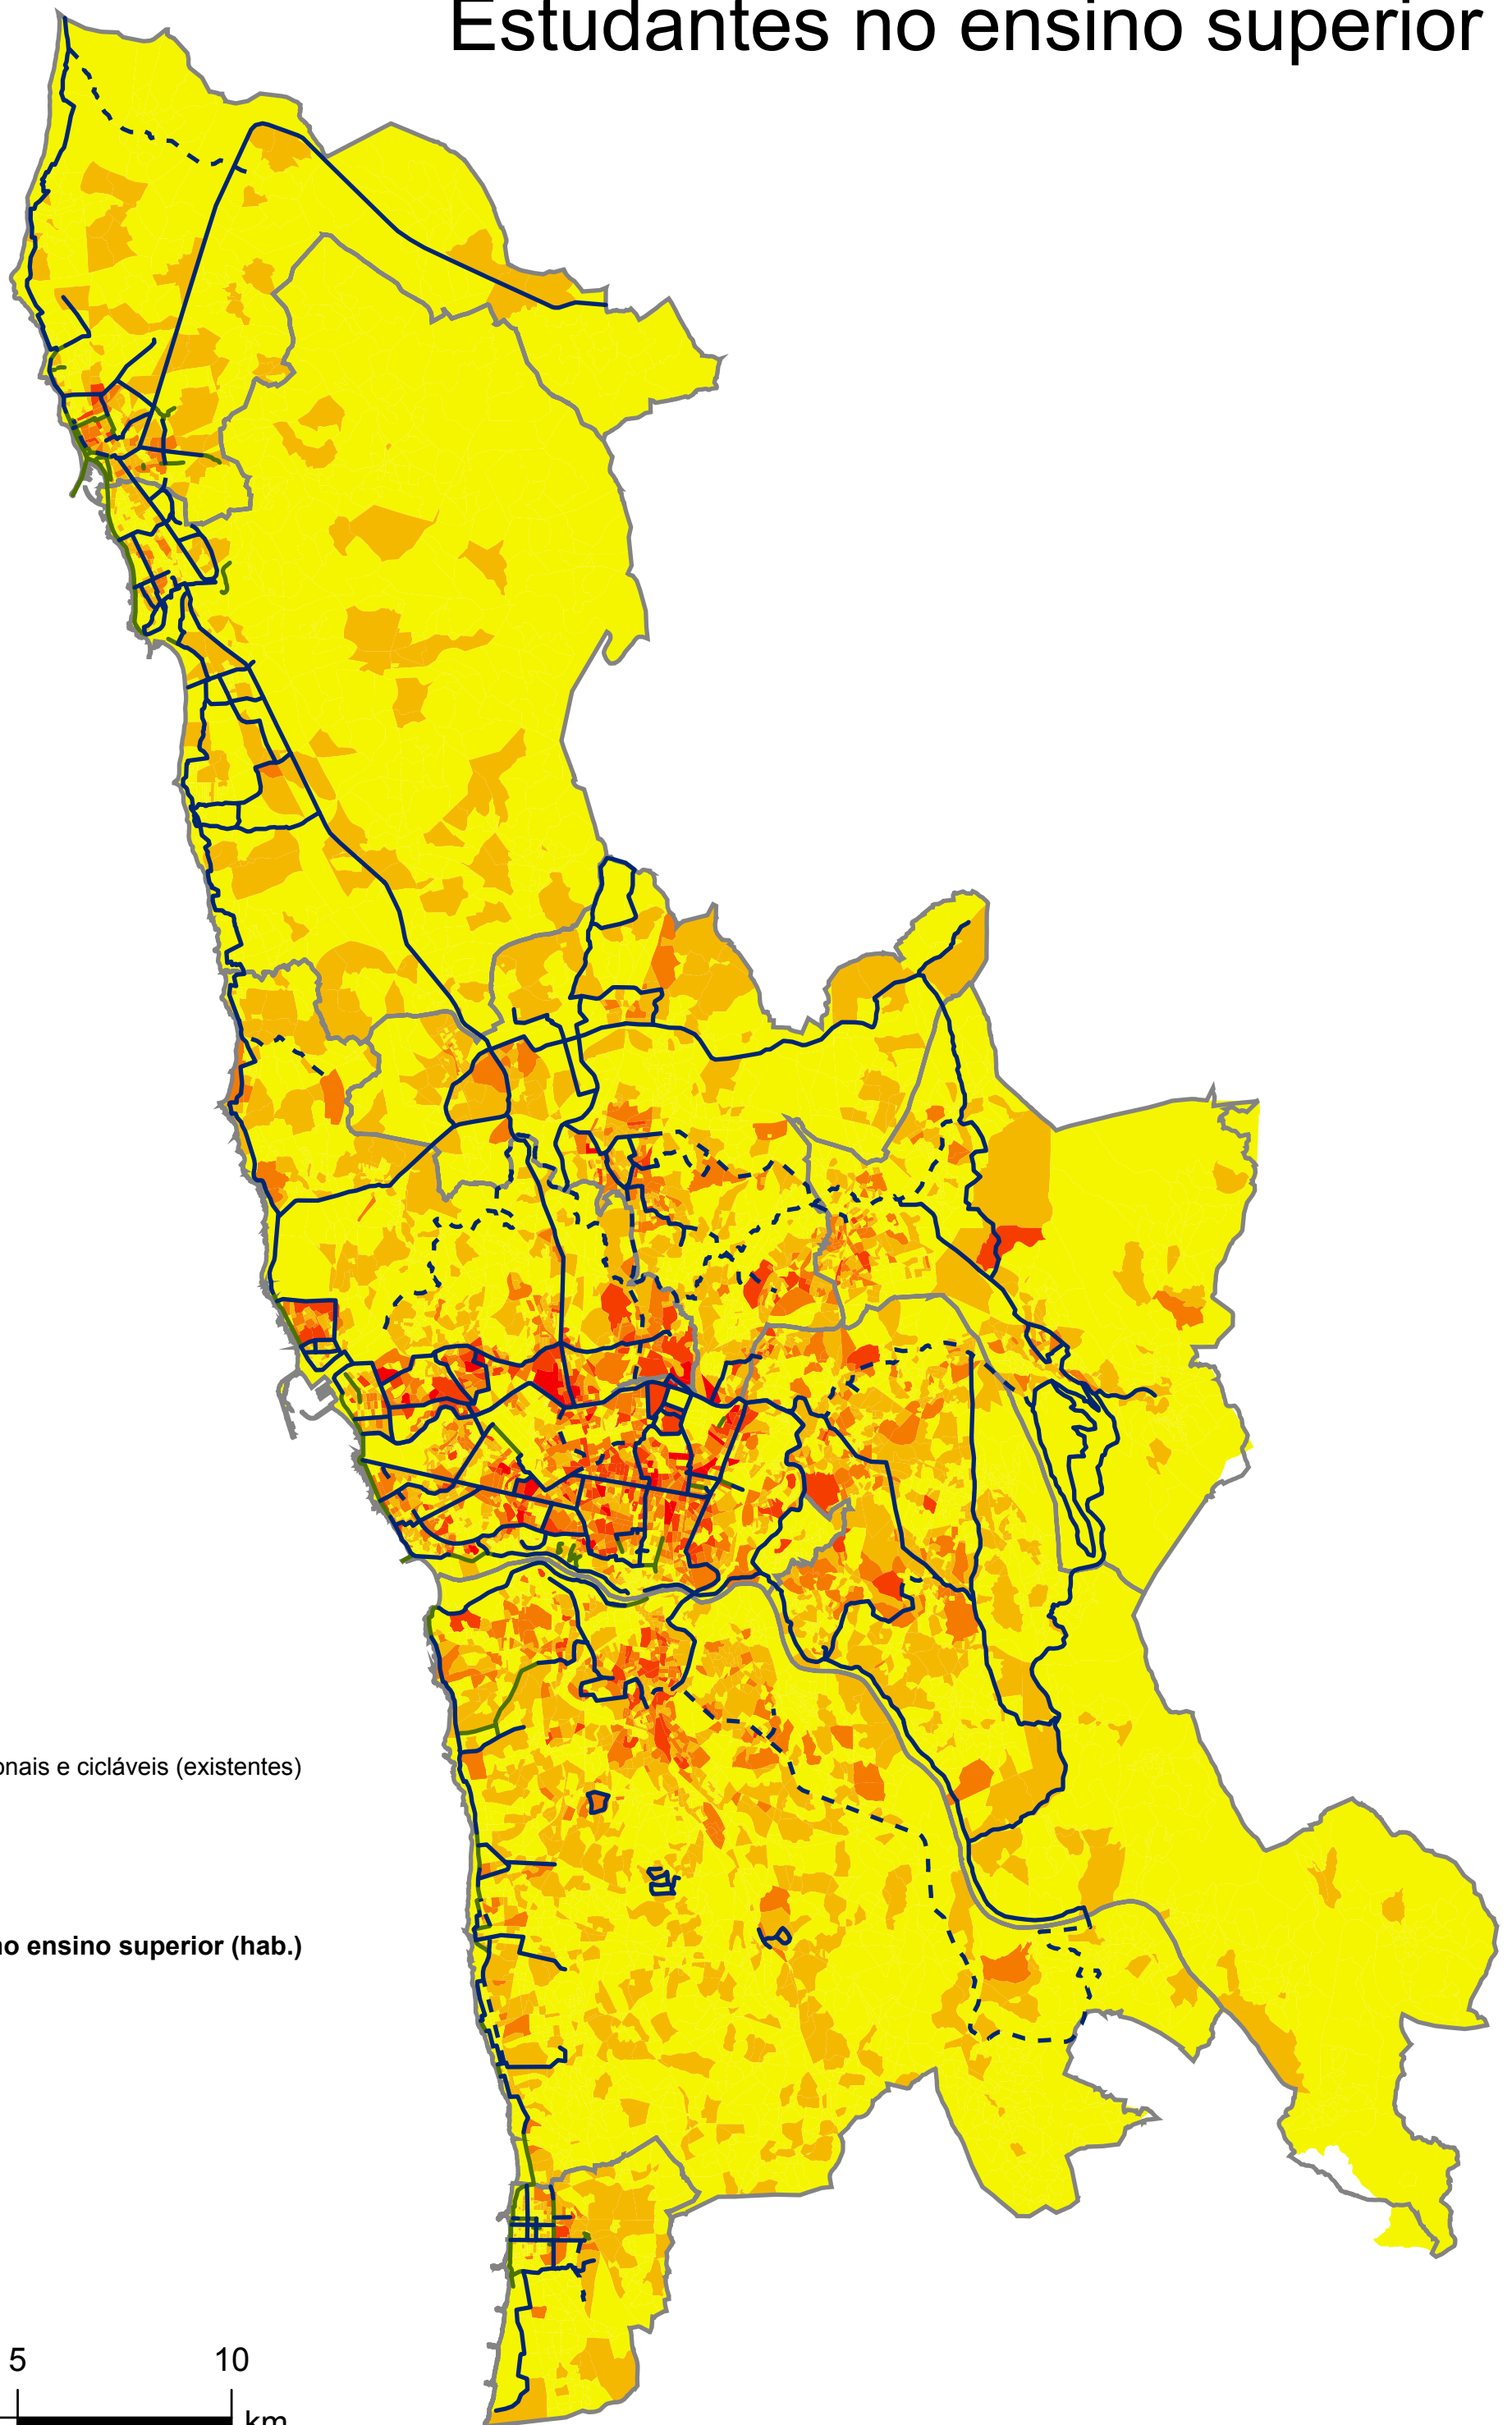 Estudantes no ensino superior
onais e cicláveis (existentes)
no ensino superior (hab.)
5 10
km